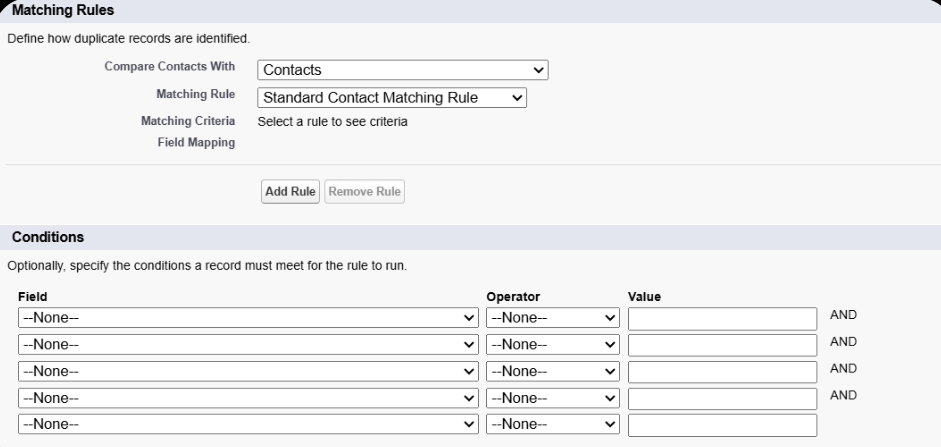 Matching Rules
Define how duplicate records are identified.
Compare Contacts With Contacts
Matching Rule Standard Contact Matching Rule
Matching Criteria Select a rule to see criteria
Field Mapping
Add Rule Remove Rule
Conditions
Optionally, specify the conditions a record must meet for the rule to run.
Field Operator Value
--None-- --None-- AND
--None-- --None-- AND
--None-- --None-- AND
--None-- --None-- AND
--None-- --None--